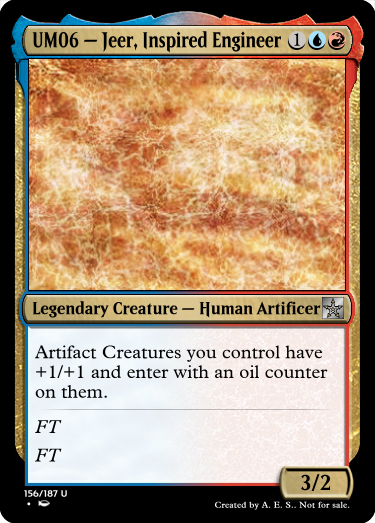 UM06 — Jeer, Inspired Engineer 1
Legendary Creature — Human Artificer
Artifact Creatures you control have
+1/+1 and enter with an oil counter
on them.
FT
FT
3/2
156/187 U
Created by A. E. S.. Not for sale.